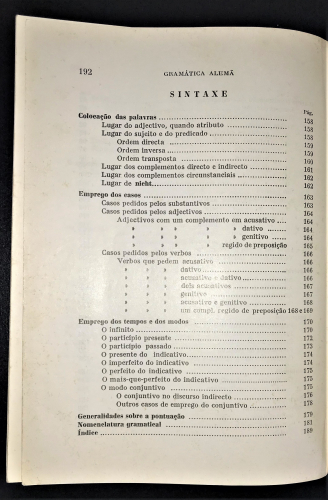 192 GRAMÁTICA ALEMÃ
SINTAXE
Pág.
Colocação das palavras 158
Lugar do adjectivo, quando atributo 158
Lugar do sujeito e do predicado 158
Ordem directa 159
Ordem inversa 159
Ordem transposta 160
Lugar dos complementos directo e indirecto 161
Lugar dos complementos circunstanciais 162
Lugar de nicht 162
Emprego dos casos 163
Casos pedidos pelos substantivos 163
Casos pedidos pelos adjectivos 164
Adjectivos com um complemento em acusativo 164
» » » » dativo 164
» » » » genitivo 164
» » » regido de preposição 165
Casos pedidos pelos verbos 166
Verbos que pedem acusativo 166
» » » dativo 166
» » » acusativo e dativo 166
» » » dois acusativos 167
» » » genitivo 167
» » » acusativo e genitivo 168
» » » um compl. regido de preposição 168 e 169
Emprego dos tempos e dos modos 170
O infinito 170
O particípio presente 172
O particípio passado 173
O presente do indicativo 174
O imperfeito do indicativo 174
O perfeito do indicativo 175
O mais-que-perfeito do indicativo 175
O modo conjuntivo 175
O conjuntivo no discurso indirecto 176
Outros casos de emprego do conjuntivo 178
Generalidades sobre a pontuação 179
Nomenclatura gramatical 181
Índice 189